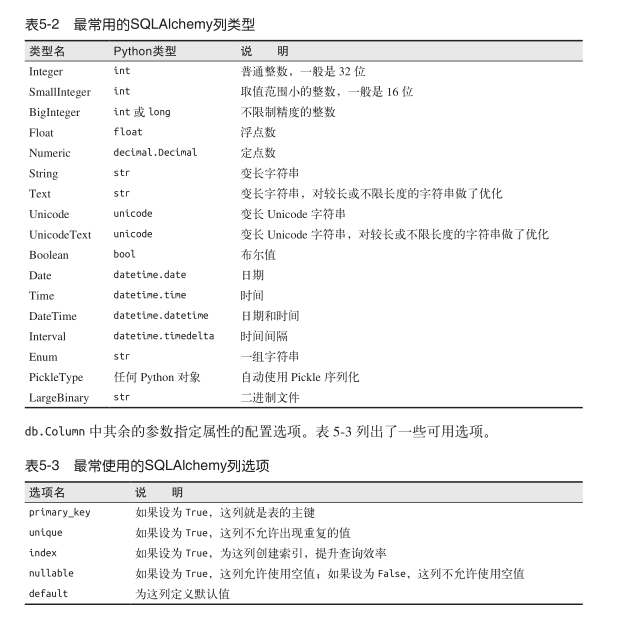 表5-2 最常用的SQLAlchemy列类型
类型名 Python类型 说 明
Integer int 普通整数，一般是 32 位
SmallInteger int 取值范围小的整数，一般是 16 位
BigInteger int 或 long 不限制精度的整数
Float float 浮点数
Numeric decimal.Decimal 定点数
String str 变长字符串
Text str 变长字符串，对较长或不限长度的字符串做了优化
Unicode unicode 变长 Unicode 字符串
UnicodeText unicode 变长 Unicode 字符串，对较长或不限长度的字符串做了优化
Boolean bool 布尔值
Date datetime.date 日期
Time datetime.time 时间
DateTime datetime.datetime 日期和时间
Interval datetime.timedelta 时间间隔
Enum str 一组字符串
PickleType 任何 Python 对象 自动使用 Pickle 序列化
LargeBinary str 二进制文件
db.Column 中其余的参数指定属性的配置选项。表 5-3 列出了一些可用选项。
表5-3 最常使用的SQLAlchemy列选项
选项名 说 明
primary_key 如果设为 True，这列就是表的主键
unique 如果设为 True，这列不允许出现重复的值
index 如果设为 True，为这列创建索引，提升查询效率
nullable 如果设为 True，这列允许使用空值；如果设为 False，这列不允许使用空值
default 为这列定义默认值